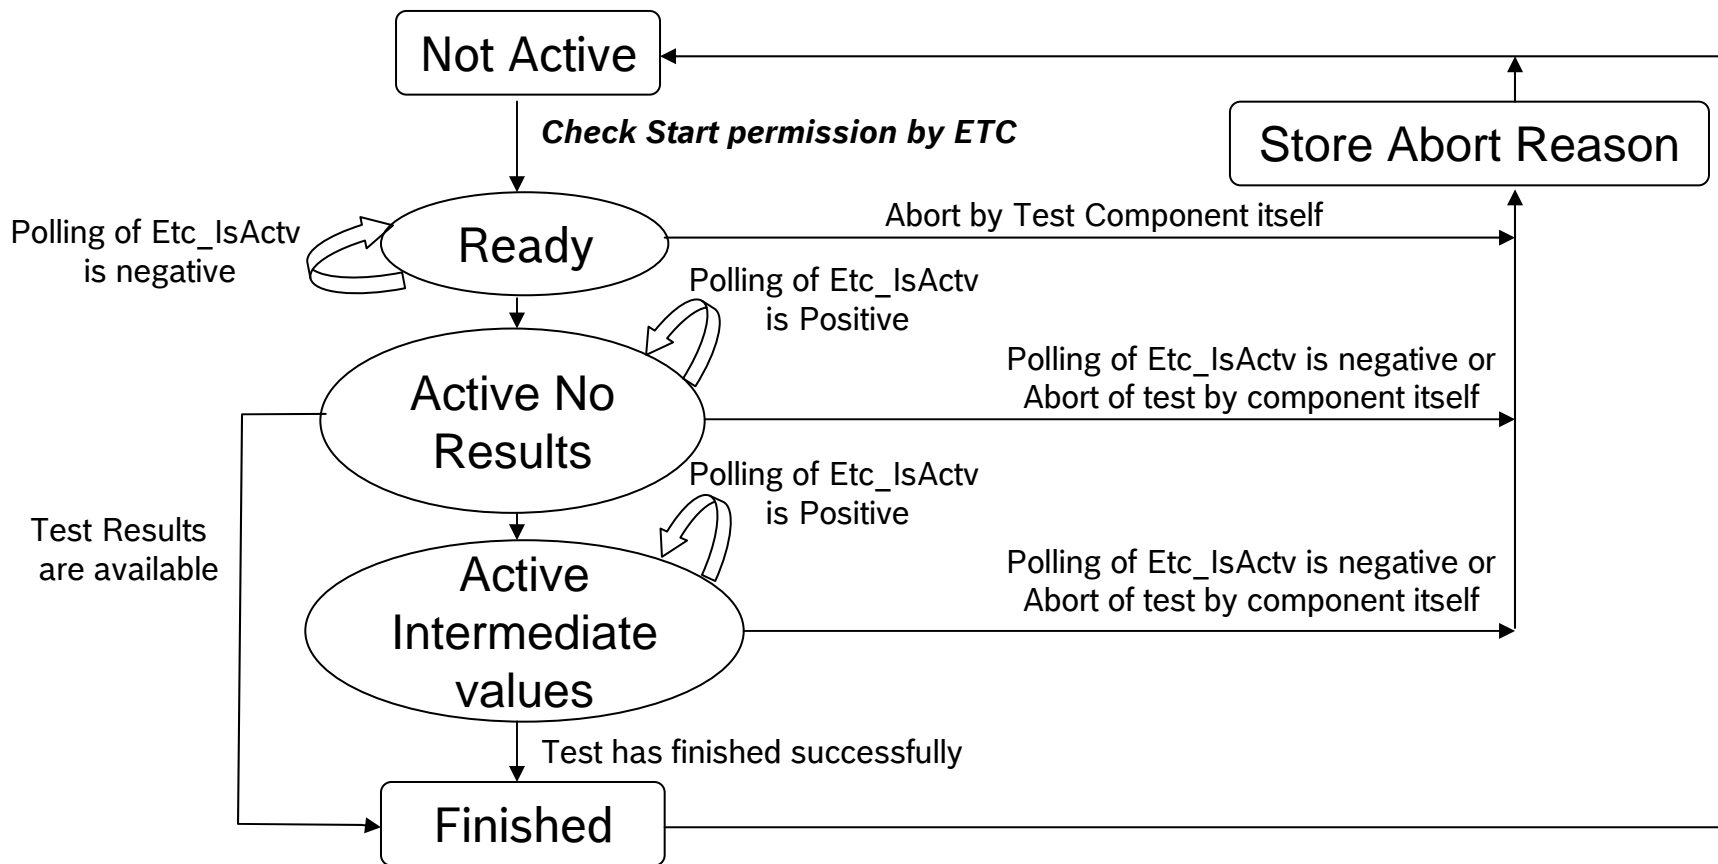 Not Active
Check Start permission by ETC
Store Abort Reason
Polling of Etc_IsActv
is negative
Ready
Abort by Test Component itself
Polling of Etc_IsActv
is Positive
Active No
Results
Polling of Etc_IsActv is negative or
Abort of test by component itself
Polling of Etc_IsActv
is Positive
Test Results
are available
Active
Intermediate
values
Polling of Etc_IsActv is negative or
Abort of test by component itself
Test has finished successfully
Finished